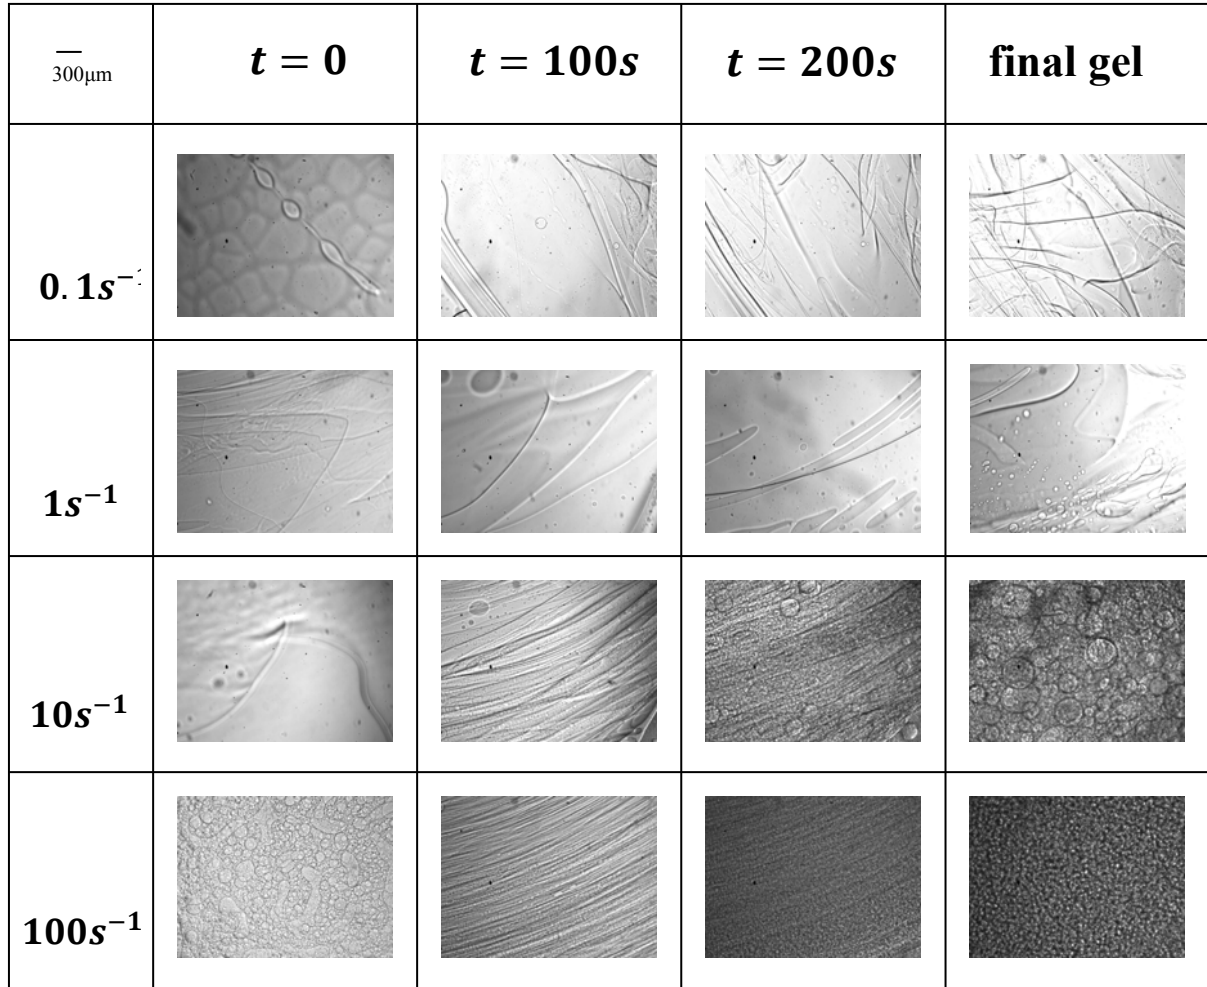 300μm
t = 0
t = 100s
t = 200s
final gel
0.1s⁻
1s⁻¹
10s⁻¹
100s⁻¹